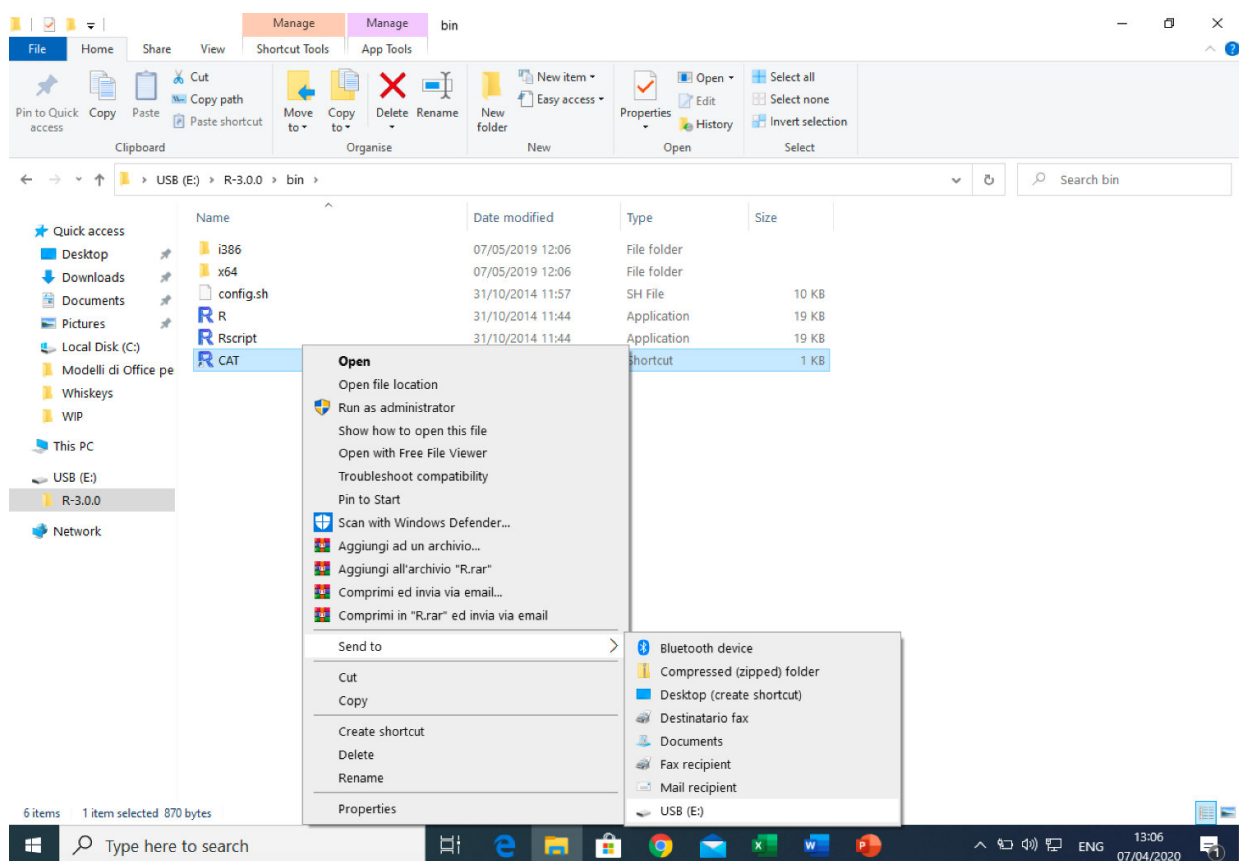 Manage
Manage
bin
File
Home
Share
View
Shortcut Tools
App Tools
Pin to Quick access
Copy
Paste
Cut
Copy path
Paste shortcut
Clipboard
Move to
Copy to
Delete
Rename
Organise
New folder
New item
Easy access
New
Properties
Open
Edit
History
Open
Select all
Select none
Invert selection
Select
USB (E:) > R-3.0.0 > bin >
Search bin
Quick access
Desktop
Downloads
Documents
Pictures
Local Disk (C:)
Modelli di Office pe
Whiskeys
WIP
This PC
USB (E:)
R-3.0.0
Network
Name Date modified Type Size
i386 07/05/2019 12:06 File folder
x64 07/05/2019 12:06 File folder
config.sh 31/10/2014 11:57 SH File 10 KB
R 31/10/2014 11:44 Application 19 KB
Rscript 31/10/2014 11:44 Application 19 KB
CAT Shortcut 1 KB
Open
Open file location
Run as administrator
Show how to open this file
Open with Free File Viewer
Troubleshoot compatibility
Pin to Start
Scan with Windows Defender...
Aggiungi ad un archivio...
Aggiungi all'archivio "R.rar"
Comprimi ed invia via email...
Comprimi in "R.rar" ed invia via email
Send to
Cut
Copy
Create shortcut
Delete
Rename
Properties
Bluetooth device
Compressed (zipped) folder
Desktop (create shortcut)
Destinatario fax
Documents
Fax recipient
Mail recipient
USB (E:)
6 items 1 item selected 870 bytes
Type here to search
ENG
13:06
07/04/2020